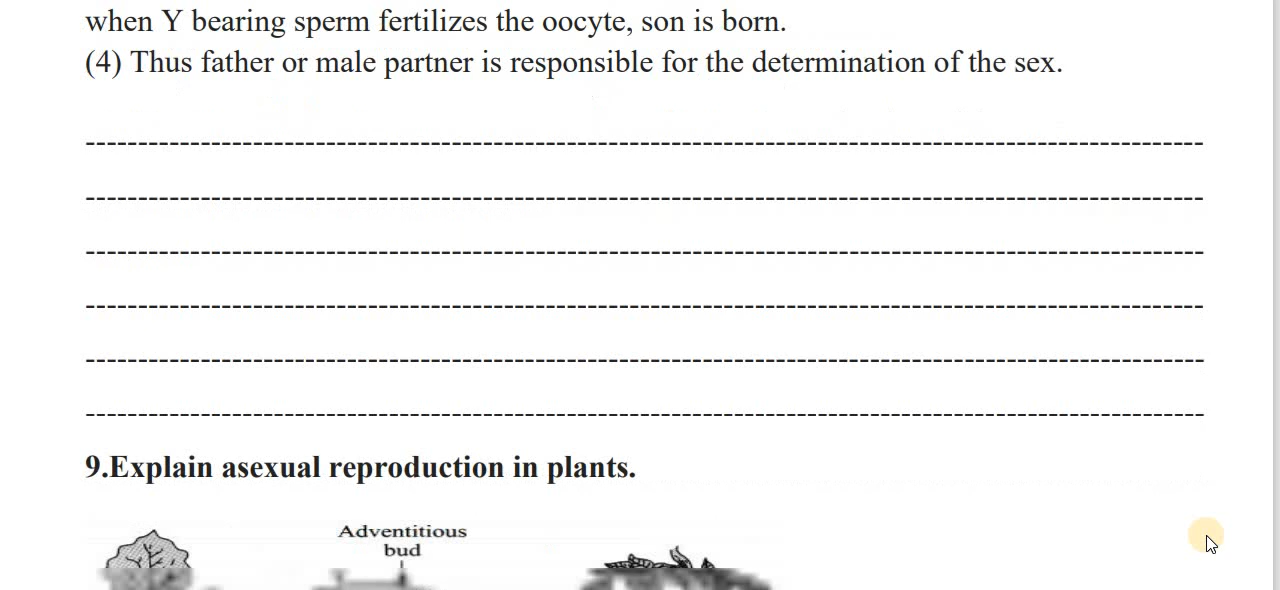 when Y bearing sperm fertilizes the oocyte, son is born.
(4) Thus father or male partner is responsible for the determination of the sex.
9.Explain asexual reproduction in plants.
Adventitious
bud